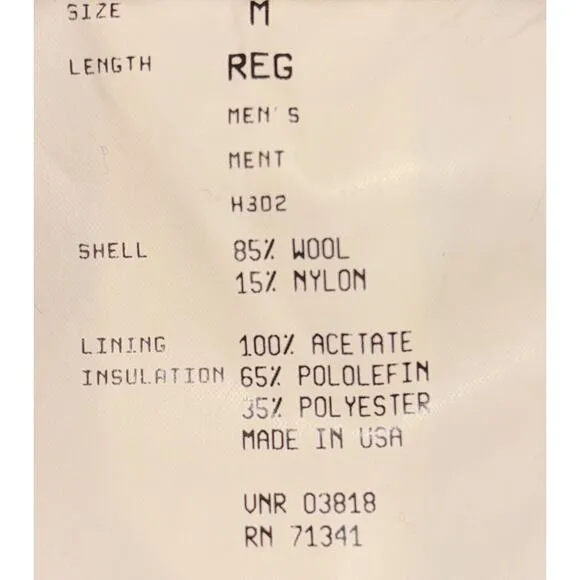 SIZE M
LENGTH REG
MEN'S
MENT
H302
SHELL 85% WOOL
15% NYLON
LINING 100% ACETATE
INSULATION 65% POLOLEFIN
35% POLYESTER
MADE IN USA
VNR 03818
RN 71341